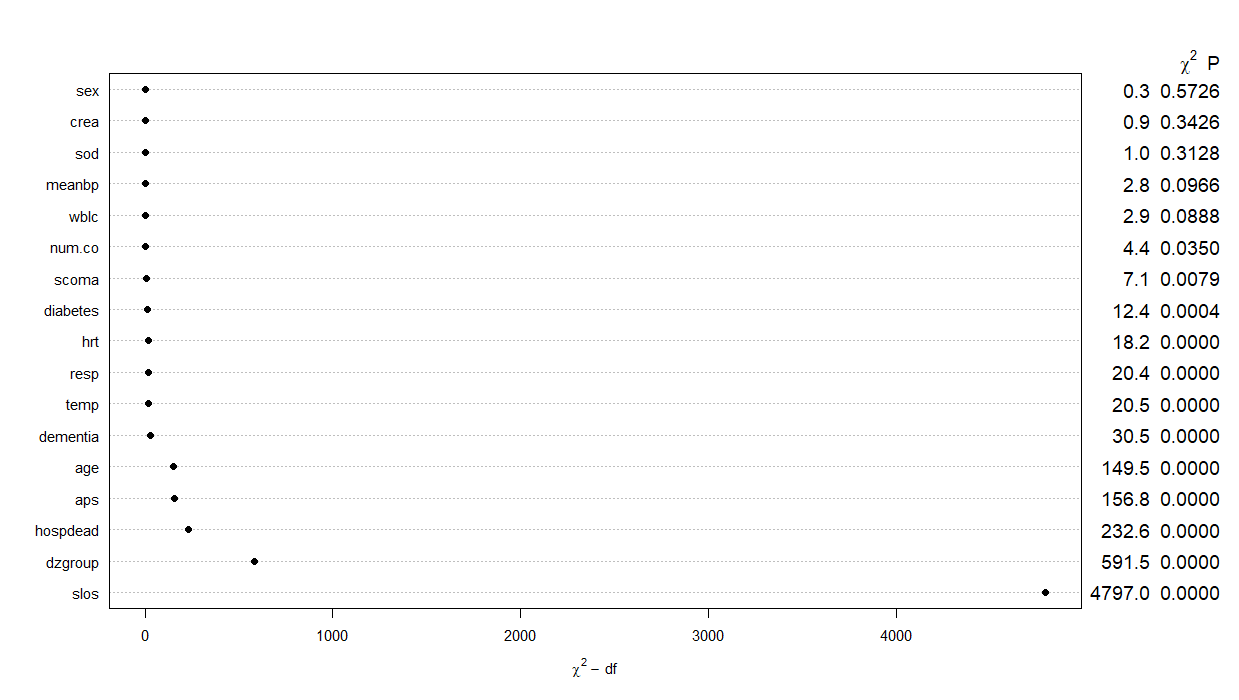 χ² P
sex 0.3 0.5726
crea 0.9 0.3426
sod 1.0 0.3128
meanbp 2.8 0.0966
wblc 2.9 0.0888
num.co 4.4 0.0350
scoma 7.1 0.0079
diabetes 12.4 0.0004
hrt 18.2 0.0000
resp 20.4 0.0000
temp 20.5 0.0000
dementia 30.5 0.0000
age 149.5 0.0000
aps 156.8 0.0000
hospdead 232.6 0.0000
dzgroup 591.5 0.0000
slos 4797.0 0.0000
0 1000 2000 3000 4000
χ² − df